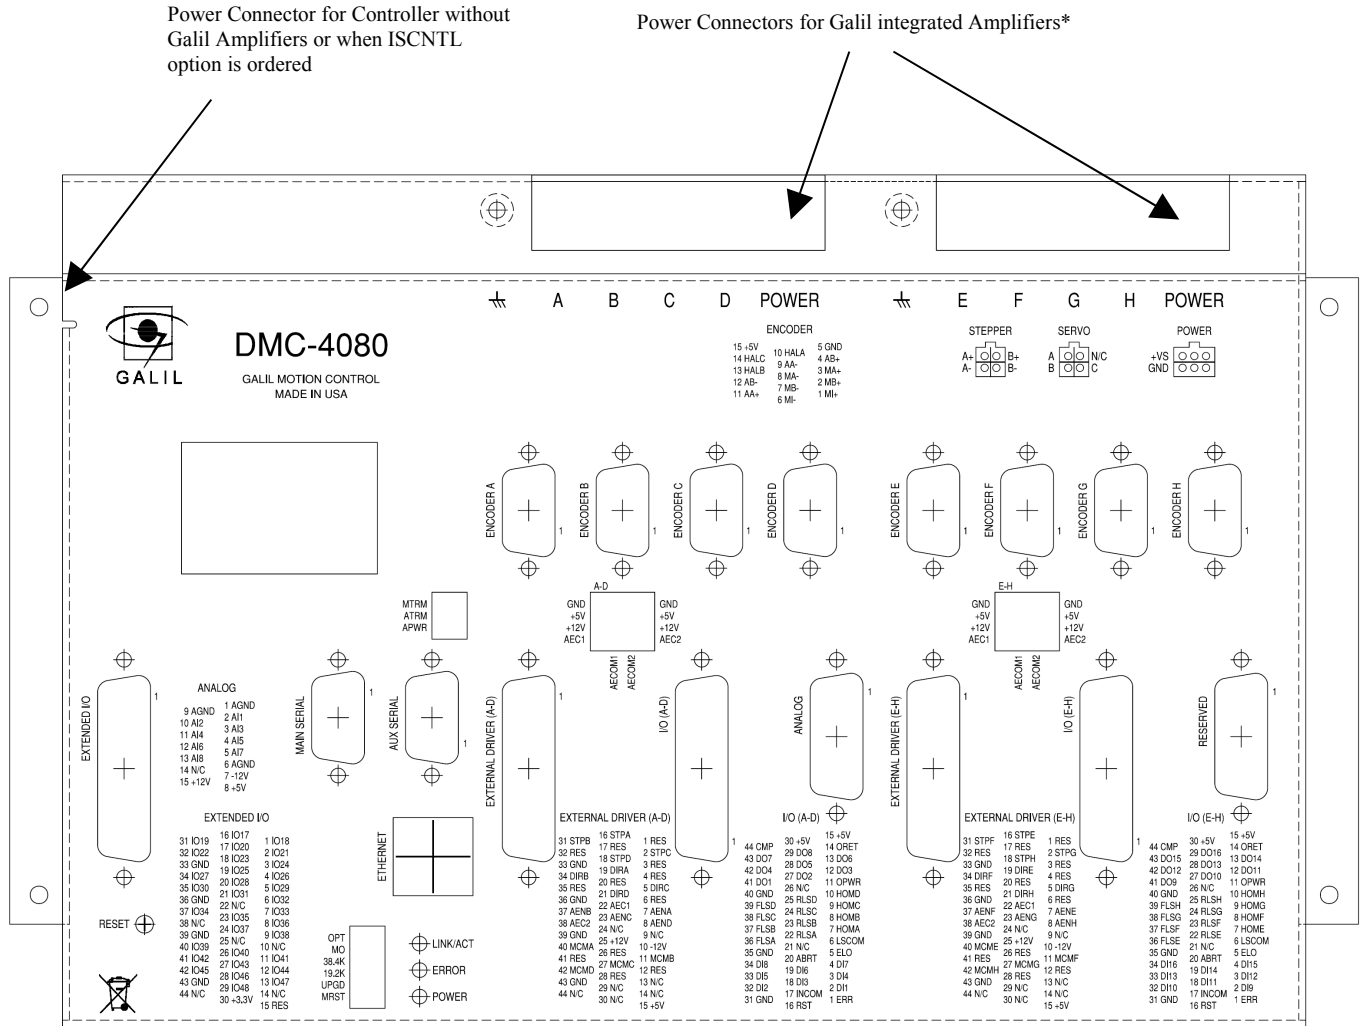 Power Connector for Controller without
Galil Amplifiers or when ISCNTL
option is ordered
Power Connectors for Galil integrated Amplifiers*
GALIL
DMC-4080
GALIL MOTION CONTROL
MADE IN USA
A B C D POWER
E F G H POWER
ENCODER
15 +5V
14 HALC
13 HALB
12 AB-
11 AA+
10 HALA
9 AA-
8 MA-
7 MB-
6 MI-
5 GND
4 AB+
3 MA+
2 MB+
1 MI+
STEPPER
A+ B+
A- B-
SERVO
A N/C
B C
POWER
+VS
GND
ENCODER A
1
ENCODER B
1
ENCODER C
1
ENCODER D
1
ENCODER E
1
ENCODER F
1
ENCODER G
1
ENCODER H
1
MTRM
ATRM
APWR
A-D
GND
+5V
+12V
AEC1
GND
+5V
+12V
AEC2
AECOM1
AECOM2
E-H
GND
+5V
+12V
AEC1
GND
+5V
+12V
AEC2
AECOM1
AECOM2
EXTENDED I/O
1
ANALOG
9 AGND
10 AI2
11 AI4
12 AI6
13 AI8
14 N/C
15 +12V
1 AGND
2 AI1
3 AI3
4 AI5
5 AI7
6 AGND
7 -12V
8 +5V
MAIN SERIAL
1
AUX SERIAL
1
EXTERNAL DRIVER (A-D)
1
I/O (A-D)
1
ANALOG
1
EXTERNAL DRIVER (E-H)
1
I/O (E-H)
1
RESERVED
1
EXTENDED I/O
31 IO19
32 IO22
33 GND
34 IO27
35 IO30
36 GND
37 IO34
38 N/C
39 GND
40 IO39
41 IO42
42 IO45
43 GND
44 N/C
16 IO17
17 IO20
18 IO23
19 IO25
20 IO28
21 IO31
22 N/C
23 IO35
24 IO37
25 N/C
26 IO40
27 IO43
28 IO46
29 IO48
30 +3.3V
1 IO18
2 IO21
3 IO24
4 IO26
5 IO29
6 IO32
7 IO33
8 IO36
9 IO38
10 N/C
11 IO41
12 IO44
13 IO47
14 N/C
15 RES
RESET
ETHERNET
OPT
MO
38.4K
19.2K
UPGD
MRST
LINK/ACT
ERROR
POWER
EXTERNAL DRIVER (A-D)
31 STPB
32 RES
33 GND
34 DIRB
35 RES
36 GND
37 AENB
38 AEC2
39 GND
40 MCMA
41 RES
42 MCMD
43 GND
44 N/C
16 STPA
17 RES
18 STPD
19 DIRA
20 RES
21 DIRD
22 AEC1
23 AENC
24 N/C
25 +12V
26 RES
27 MCMC
28 RES
29 N/C
30 N/C
1 RES
2 STPC
3 RES
4 RES
5 DIRC
6 RES
7 AENA
8 AEND
9 N/C
10 -12V
11 MCMB
12 RES
13 N/C
14 N/C
15 +5V
I/O (A-D)
44 CMP
43 DO7
42 DO4
41 DO1
40 GND
39 FLSD
38 FLSC
37 FLSB
36 FLSA
35 GND
34 DI8
33 DI5
32 DI2
31 GND
30 +5V
29 DO8
28 DO5
27 DO2
26 N/C
25 RLSD
24 RLSC
23 RLSB
22 RLSA
21 N/C
20 ABRT
19 DI6
18 DI3
17 INCOM
16 RST
15 +5V
14 ORET
13 DO6
12 DO3
11 OPWR
10 HOMD
9 HOMC
8 HOMB
7 HOMA
6 LSCOM
5 ELO
4 DI7
3 DI4
2 DI1
1 ERR
EXTERNAL DRIVER (E-H)
31 STPF
32 RES
33 GND
34 DIRF
35 RES
36 GND
37 AENF
38 AEC2
39 GND
40 MCME
41 RES
42 MCMH
43 GND
44 N/C
16 STPE
17 RES
18 STPH
19 DIRE
20 RES
21 DIRH
22 AEC1
23 AENG
24 N/C
25 +12V
26 RES
27 MCMG
28 RES
29 N/C
30 N/C
1 RES
2 STPG
3 RES
4 RES
5 DIRG
6 RES
7 AENE
8 AENH
9 N/C
10 -12V
11 MCMF
12 RES
13 N/C
14 N/C
15 +5V
I/O (E-H)
44 CMP
43 DO15
42 DO12
41 DO9
40 GND
39 FLSH
38 FLSG
37 FLSF
36 FLSE
35 GND
34 DI16
33 DI13
32 DI10
31 GND
30 +5V
29 DO16
28 DO13
27 DO10
26 N/C
25 RLSH
24 RLSG
23 RLSF
22 RLSE
21 N/C
20 ABRT
19 DI14
18 DI11
17 INCOM
16 RST
15 +5V
14 ORET
13 DO14
12 DO11
11 OPWR
10 HOMH
9 HOMG
8 HOMF
7 HOME
6 LSCOM
5 ELO
4 DI15
3 DI12
2 DI9
1 ERR